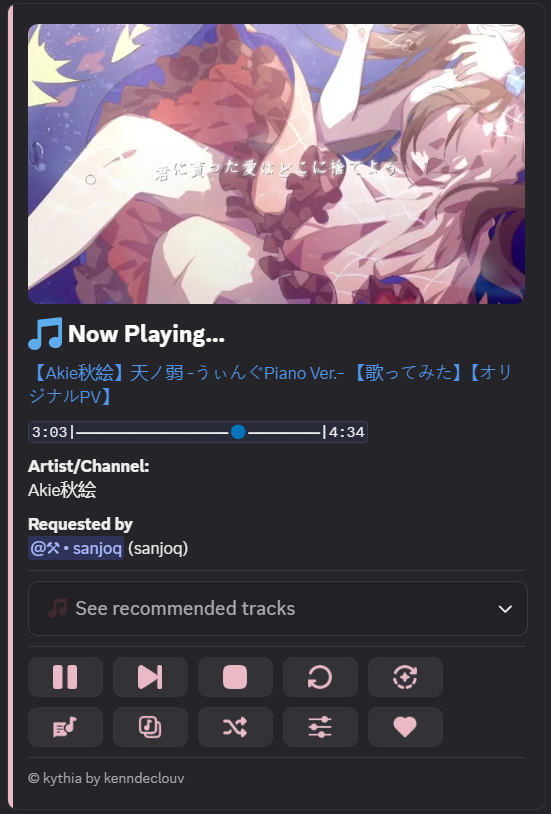 君に貰った愛はどこに捨てよう
Now Playing...
【Akie秋絵】天ノ弱 -うぃんぐPiano Ver.- 【歌ってみた】【オリ
ジナルPV】
3:03|━━━━━━━━━━━━━━━━━|4:34
Artist/Channel:
Akie秋絵
Requested by
@⚒ • sanjoq (sanjoq)
See recommended tracks
© kythia by kenndeclouv